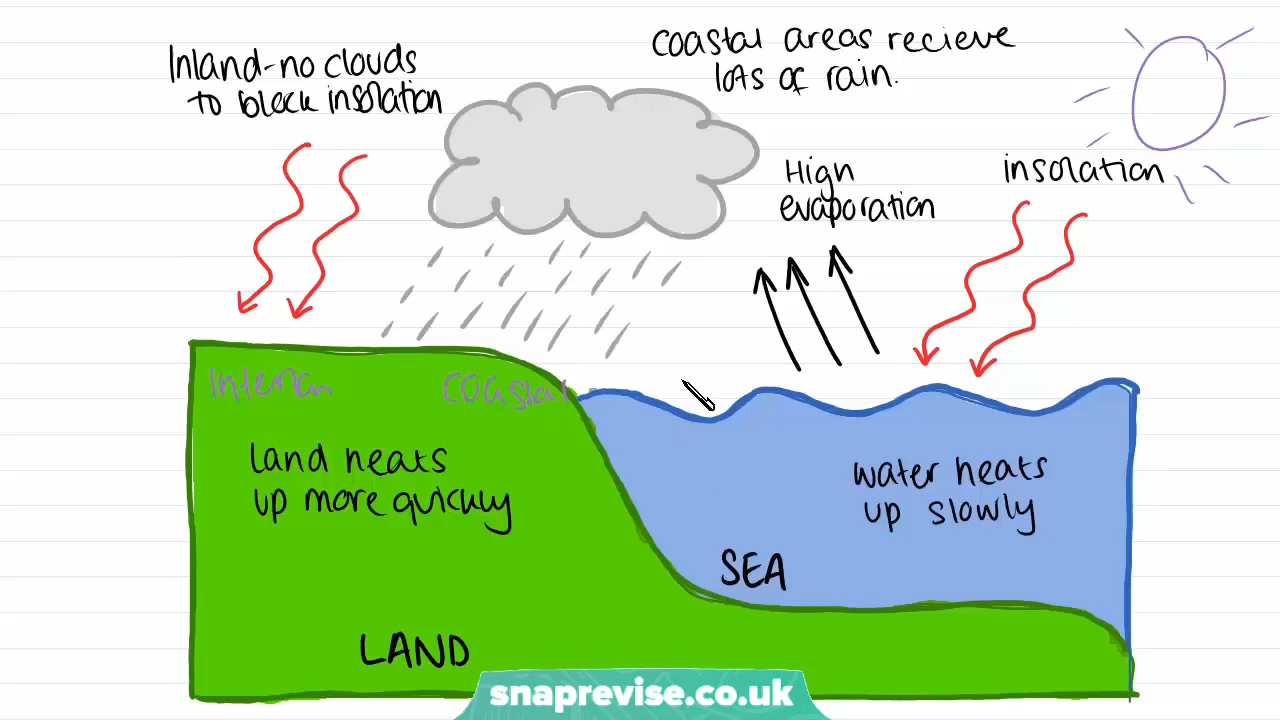 Inland-no clouds
to block insolation
coastal areas recieve
lots of rain.
High
evaporation
insolation
Interior
coastal
land heats
up more quickly
water heats
up slowly
SEA
LAND
snaprevise.co.uk